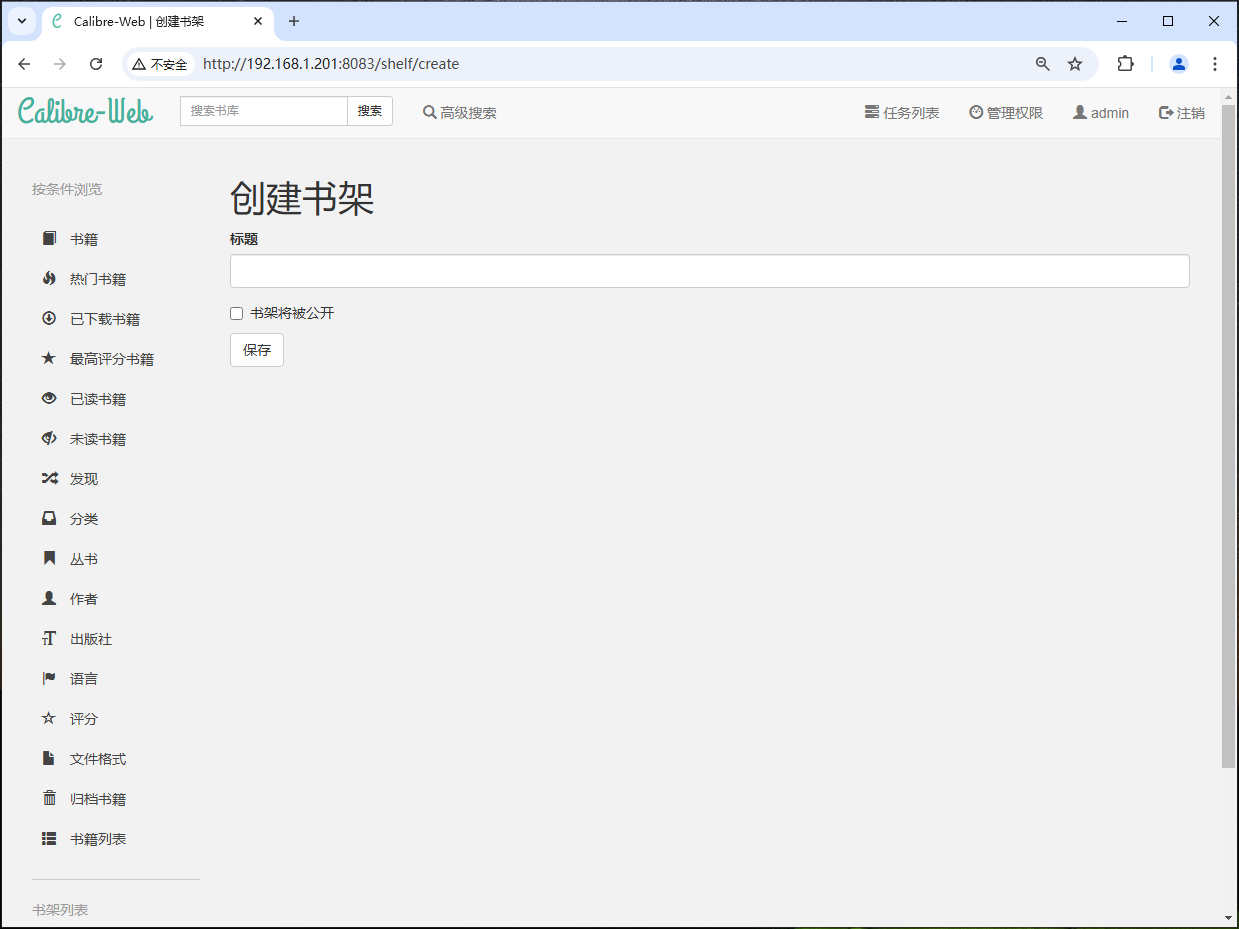 Calibre-Web | 创建书架
不安全 http://192.168.1.201:8083/shelf/create
Calibre-Web 搜索书库 搜索 高级搜索 任务列表 管理权限 admin 注销
按条件浏览
书籍
热门书籍
已下载书籍
最高评分书籍
已读书籍
未读书籍
发现
分类
丛书
作者
出版社
语言
评分
文件格式
归档书籍
书籍列表
书架列表
创建书架
标题
书架将被公开
保存